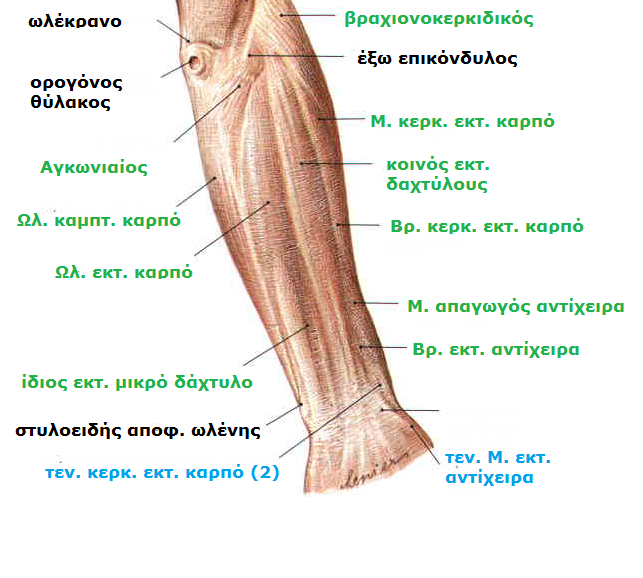 ωλέκρανο
βραχιονοκερκιδικός
έξω επικόνδυλος
ορογόνος
θύλακος
Μ. κερκ. εκτ. καρπό
Αγκωνιαίος
κοινός εκτ.
δαχτύλους
Ωλ. καμπτ. καρπό
Βρ. κερκ. εκτ. καρπό
Ωλ. εκτ. καρπό
Μ. απαγωγός αντίχειρα
Βρ. εκτ. αντίχειρα
ίδιος εκτ. μικρό δάχτυλο
στυλοειδής αποφ. ωλένης
τεν. κερκ. εκτ. καρπό (2)
τεν. Μ. εκτ.
αντίχειρα